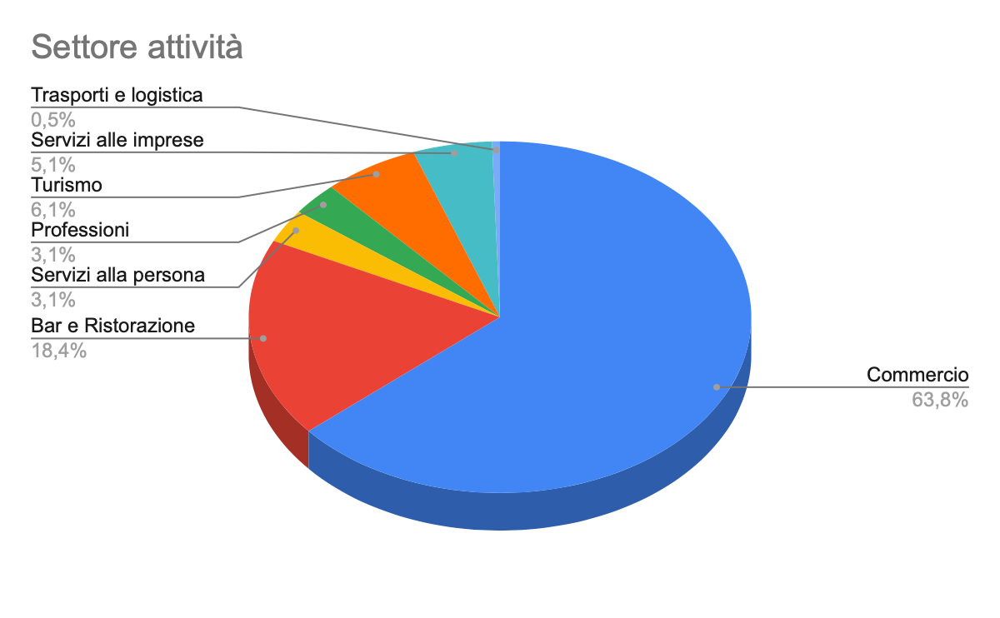 Settore attività
Trasporti e logistica
0,5%
Servizi alle imprese
5,1%
Turismo
6,1%
Professioni
3,1%
Servizi alla persona
3,1%
Bar e Ristorazione
18,4%
Commercio
63,8%